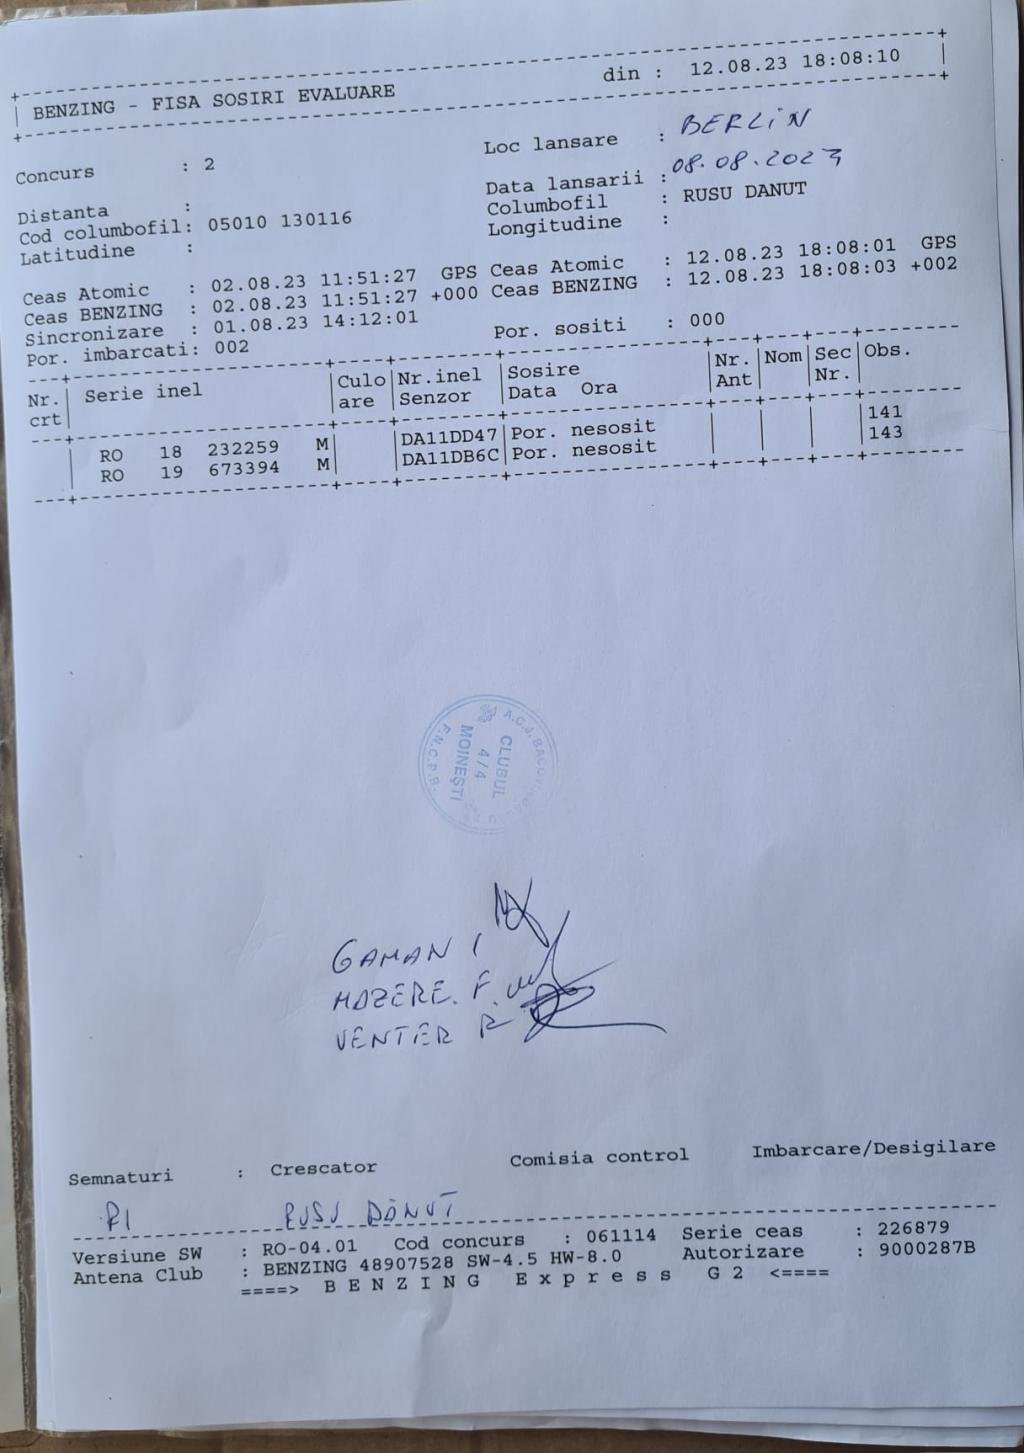 BENZING - FISA SOSIRI EVALUARE din : 12.08.23 18:08:10
Concurs : 2 Loc lansare : BERLIN
Data lansarii : 08.08.2023
Distanta : Columbofil : RUSU DANUT
Cod columbofil: 05010 130116 Longitudine :
Latitudine :
Ceas Atomic : 02.08.23 11:51:27 GPS Ceas Atomic : 12.08.23 18:08:01 GPS
Ceas BENZING : 02.08.23 11:51:27 +000 Ceas BENZING : 12.08.23 18:08:03 +002
Sincronizare : 01.08.23 14:12:01
Por. imbarcati: 002 Por. sositi : 000
Nr. Serie inel Culo Nr.inel Sosire Nr. Nom Sec Obs.
crt are Senzor Data Ora Ant Nr.
RO 18 232259 M DA11DD47 Por. nesosit 141
RO 19 673394 M DA11DB6C Por. nesosit 143
A.C.J. BACOVIA
CLUBUL
4/4
MOINEȘTI
F.N.C.P.R.
GAMAN I
MAZERE. F.
VENTER R
Semnaturi : Crescator Comisia control Imbarcare/Desigilare
RUSU DĂNUT
Versiune SW : RO-04.01 Cod concurs : 061114 Serie ceas : 226879
Antena Club : BENZING 48907528 SW-4.5 HW-8.0 Autorizare : 9000287B
====> B E N Z I N G E x p r e s s G 2 <====